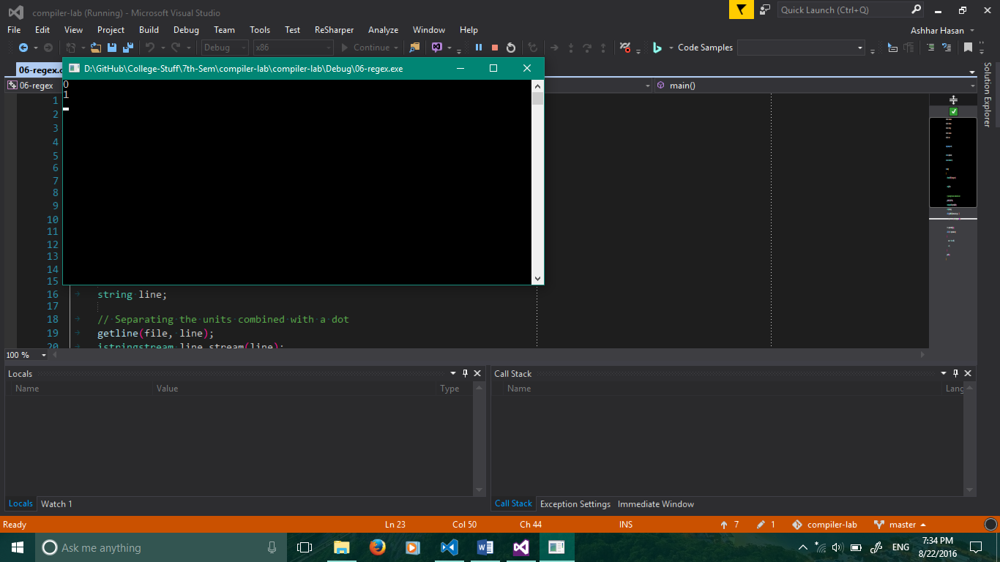 compiler-lab (Running) - Microsoft Visual Studio
Quick Launch (Ctrl+Q)
File Edit View Project Build Debug Team Tools Test ReSharper Analyze Window Help
Ashhar Hasan
Debug x86 Continue Code Samples
06-regex.c
D:\GitHub\College-Stuff\7th-Sem\compiler-lab\compiler-lab\Debug\06-regex.exe
06-regex
main()
Solution Explorer
0
1
1
2
3
4
5
6
7
8
9
10
11
12
13
14
15
16 string line;
17
18 // Separating the units combined with a dot
19 getline(file, line);
20 istringstream line_stream(line);
100 %
Locals
Name Value Type
Call Stack
Name Lang
Locals Watch 1
Call Stack Exception Settings Immediate Window
Ready Ln 23 Col 50 Ch 44 INS 7 1 compiler-lab master
Ask me anything
ENG
7:34 PM
8/22/2016